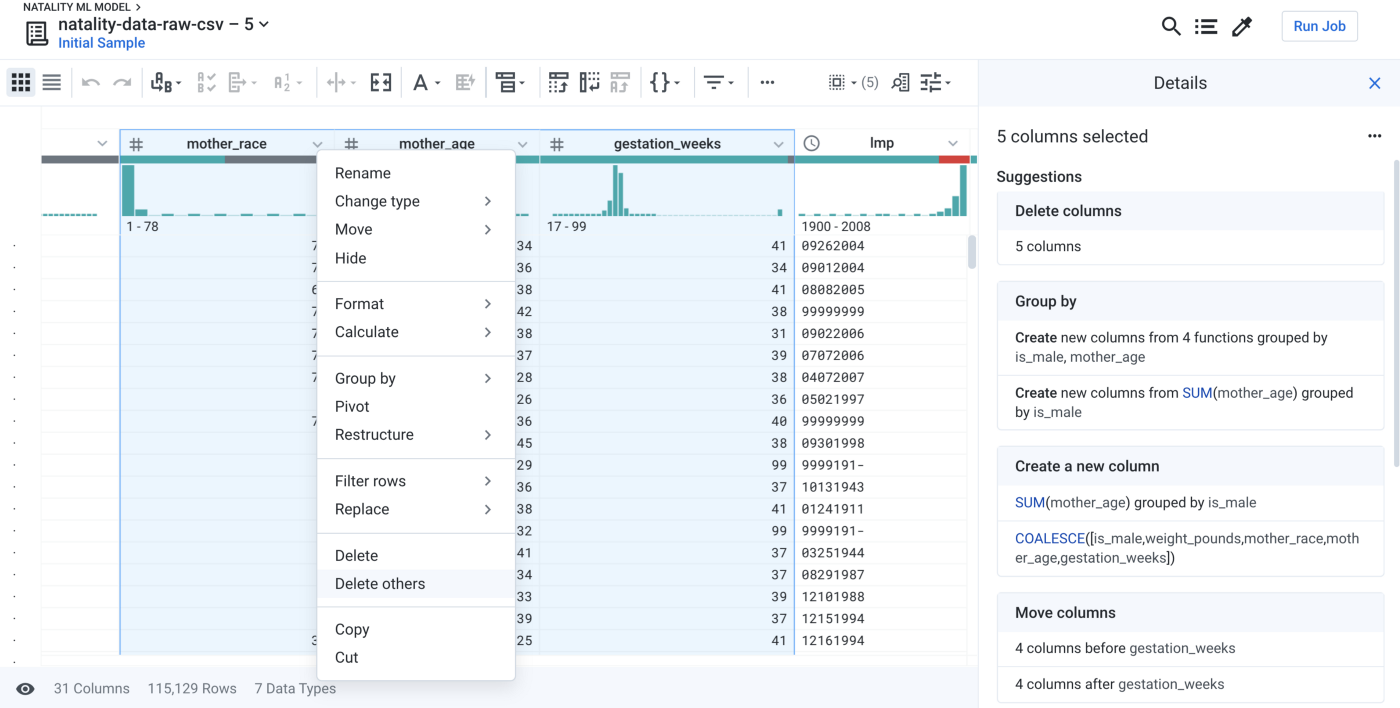 NATALITY ML MODEL >
natality-data-raw-csv – 5
Initial Sample
Run Job
(5)
Details
5 columns selected
Suggestions
Delete columns
5 columns
Group by
Create new columns from 4 functions grouped by
is_male, mother_age
Create new columns from SUM(mother_age) grouped
by is_male
Create a new column
SUM(mother_age) grouped by is_male
COALESCE([is_male,weight_pounds,mother_race,moth
er_age,gestation_weeks])
Move columns
4 columns before gestation_weeks
4 columns after gestation_weeks
# mother_race # mother_age # gestation_weeks lmp
1 - 78 17 - 99 1900 - 2008
7 34 41 09262004
7 36 34 09012004
6 38 41 08082005
7 42 38 99999999
7 38 31 09022006
7 37 39 07072006
7 28 38 04072007
26 36 05021997
7 36 40 99999999
45 38 09301998
29 99 9999191-
36 37 10131943
38 41 01241911
32 99 9999191-
41 37 03251944
34 37 08291987
33 39 12101988
39 37 12151994
3 25 41 12161994
Rename
Change type
Move
Hide
Format
Calculate
Group by
Pivot
Restructure
Filter rows
Replace
Delete
Delete others
Copy
Cut
31 Columns 115,129 Rows 7 Data Types